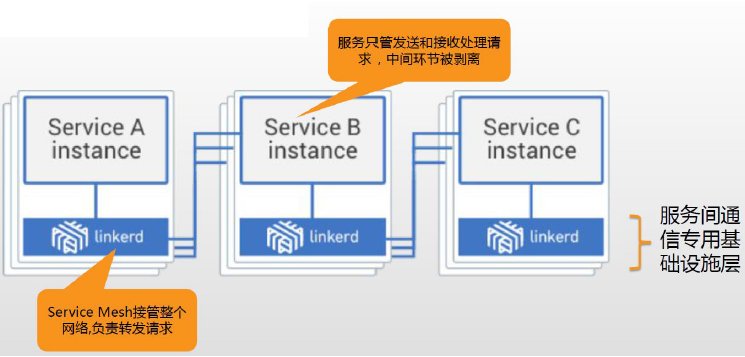 服务只管发送和接收处理请
求，中间环节被剥离
Service A
instance
Service B
instance
Service C
instance
linkerd
linkerd
linkerd
服务间通
信专用基
础设施层
Service Mesh接管整个
网络,负责转发请求